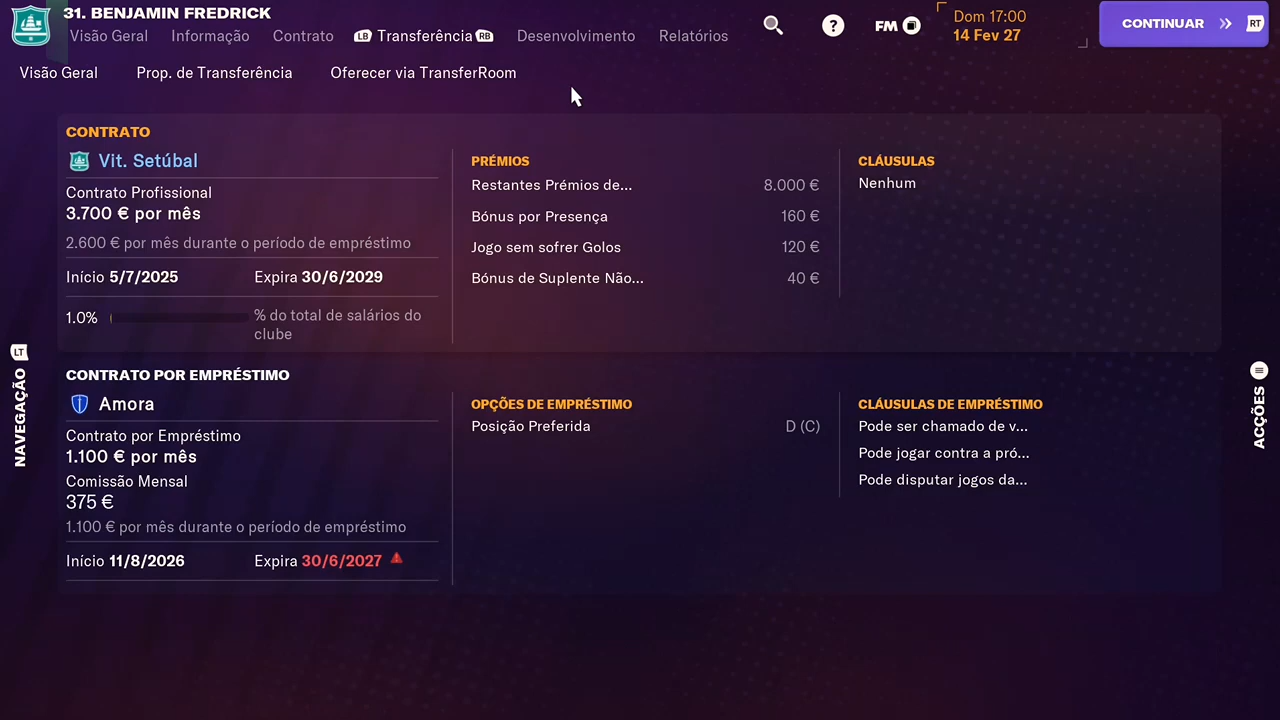 31. BENJAMIN FREDRICK
Visão Geral Informação Contrato LB Transferência RB Desenvolvimento Relatórios
? FM Dom 17:00
14 Fev 27
CONTINUAR RT
Visão Geral Prop. de Transferência Oferecer via TransferRoom
CONTRATO
Vit. Setúbal
Contrato Profissional
3.700 € por mês
2.600 € por mês durante o período de empréstimo
Início 5/7/2025 Expira 30/6/2029
1.0% % do total de salários do
clube
PRÉMIOS
Restantes Prémios de... 8.000 €
Bónus por Presença 160 €
Jogo sem sofrer Golos 120 €
Bónus de Suplente Não... 40 €
CLÁUSULAS
Nenhum
CONTRATO POR EMPRÉSTIMO
Amora
Contrato por Empréstimo
1.100 € por mês
Comissão Mensal
375 €
1.100 € por mês durante o período de empréstimo
Início 11/8/2026 Expira 30/6/2027
OPÇÕES DE EMPRÉSTIMO
Posição Preferida D (C)
CLÁUSULAS DE EMPRÉSTIMO
Pode ser chamado de v...
Pode jogar contra a pró...
Pode disputar jogos da...
LT
NAVEGAÇÃO
ACÇÕES